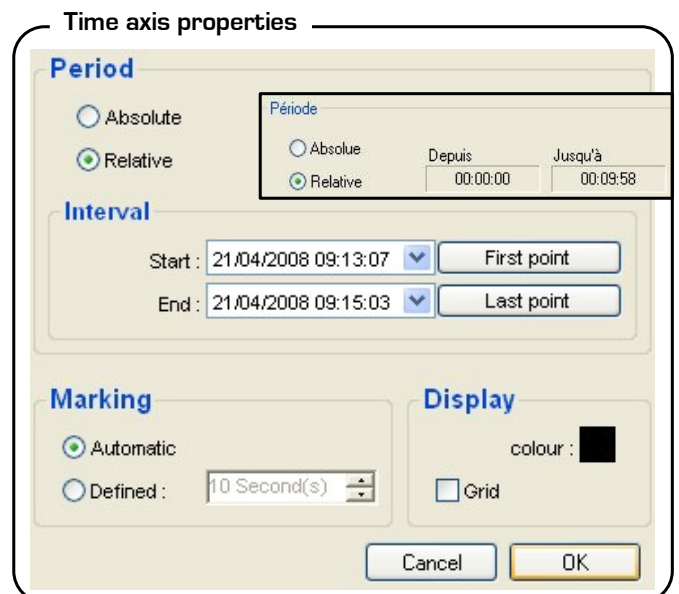 Time axis properties
Period
Absolute
Relative
Période
Absolue
Relative
Depuis
Jusqu'à
00:00:00
00:09:58
Interval
Start : 21/04/2008 09:13:07 First point
End : 21/04/2008 09:15:03 Last point
Marking
Automatic
Defined : 10 Second(s)
Display
colour :
Grid
Cancel
OK